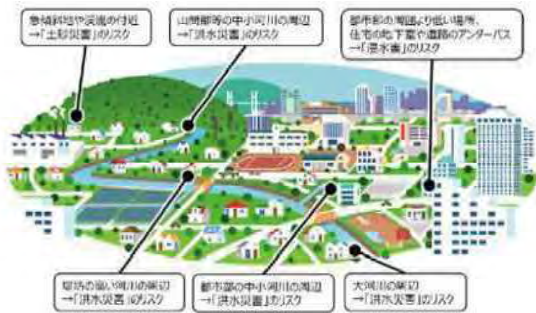 急傾斜地や渓流の付近
→「土砂災害」のリスク
山間部等の中小河川の周辺
→「洪水災害」のリスク
都市部の周囲より低い場所、
住宅の地下室や道路のアンダーパス
→「浸水害」のリスク
堤防の高い河川の周辺
→「洪水災害」のリスク
都市部の中小河川の周辺
→「洪水災害」のリスク
大河川の周辺
→「洪水災害」のリスク